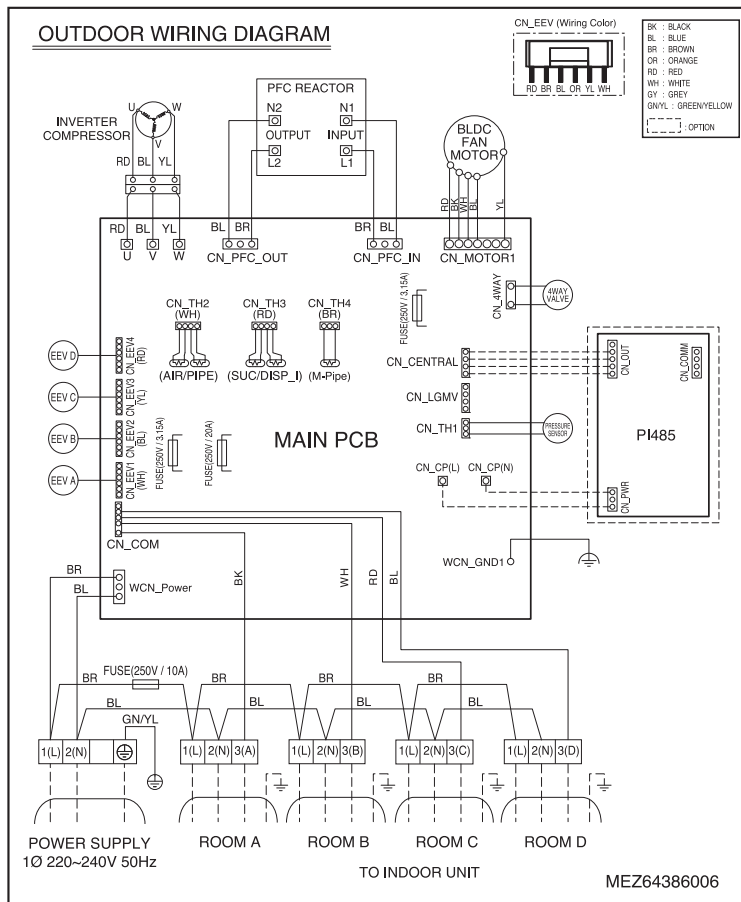 OUTDOOR WIRING DIAGRAM
CN_EEV (Wiring Color)
RD BR BL OR YL WH
BK : BLACK
BL : BLUE
BR : BROWN
OR : ORANGE
RD : RED
WH : WHITE
GY : GREY
GN/YL : GREEN/YELLOW
: OPTION
INVERTER
COMPRESSOR
U
W
V
RD BL YL
PFC REACTOR
N2 N1
OUTPUT INPUT
L2 L1
BLDC
FAN
MOTOR
RD
BK
WH
BL
YL
RD BL YL
U V W
BL BR
CN_PFC_OUT
BR BL
CN_PFC_IN
CN_MOTOR1
CN_4WAY
4WAY
VALVE
FUSE(250V / 3.15A)
CN_TH2
(WH)
(AIR/PIPE)
CN_TH3
(RD)
(SUC/DISP_I)
CN_TH4
(BR)
(M-Pipe)
EEV D
CN_EEV4
(RD)
EEV C
CN_EEV3
(YL)
EEV B
CN_EEV2
(BL)
EEV A
CN_EEV1
(WH)
FUSE(250V / 3.15A)
FUSE(250V / 20A)
MAIN PCB
CN_CENTRAL
CN_LGMV
CN_TH1
PRESSURE
SENSOR
CN_OUT
CN_COMM
PI485
CN_PWR
CN_CP(L) CN_CP(N)
CN_COM
WCN_GND1
BR
BL
WCN_Power
BK
WH
RD
BL
BR
FUSE(250V / 10A)
BR
BR
BR
BL
BL
BL
BL
GN/YL
1(L) 2(N)
1(L) 2(N) 3(A)
1(L) 2(N) 3(B)
1(L) 2(N) 3(C)
1(L) 2(N) 3(D)
POWER SUPPLY
1Ø 220~240V 50Hz
ROOM A
ROOM B
ROOM C
ROOM D
TO INDOOR UNIT
MEZ64386006